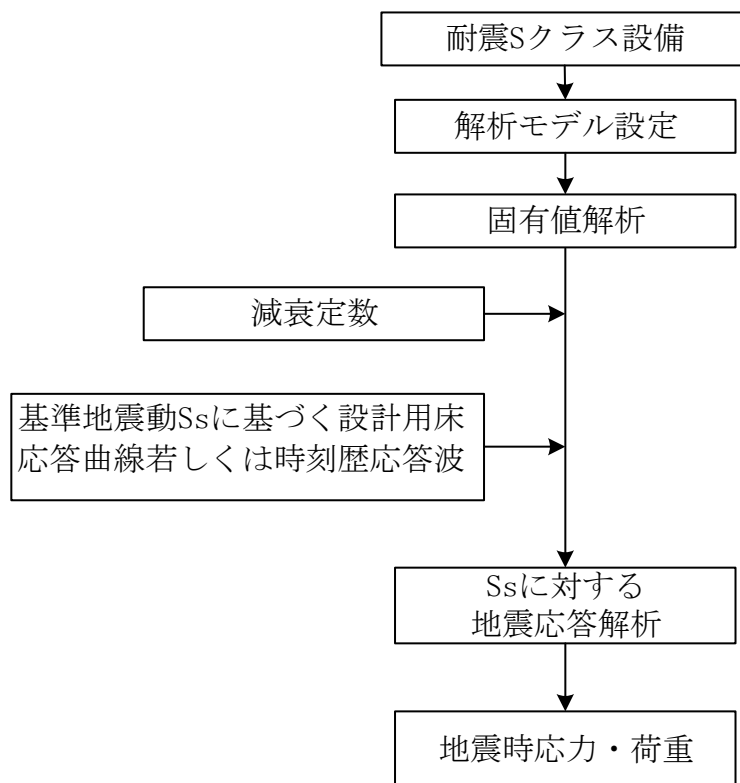 耐震Sクラス設備
解析モデル設定
固有値解析
減衰定数
基準地震動Ssに基づく設計用床
応答曲線若しくは時刻歴応答波
Ssに対する
地震応答解析
地震時応力・荷重